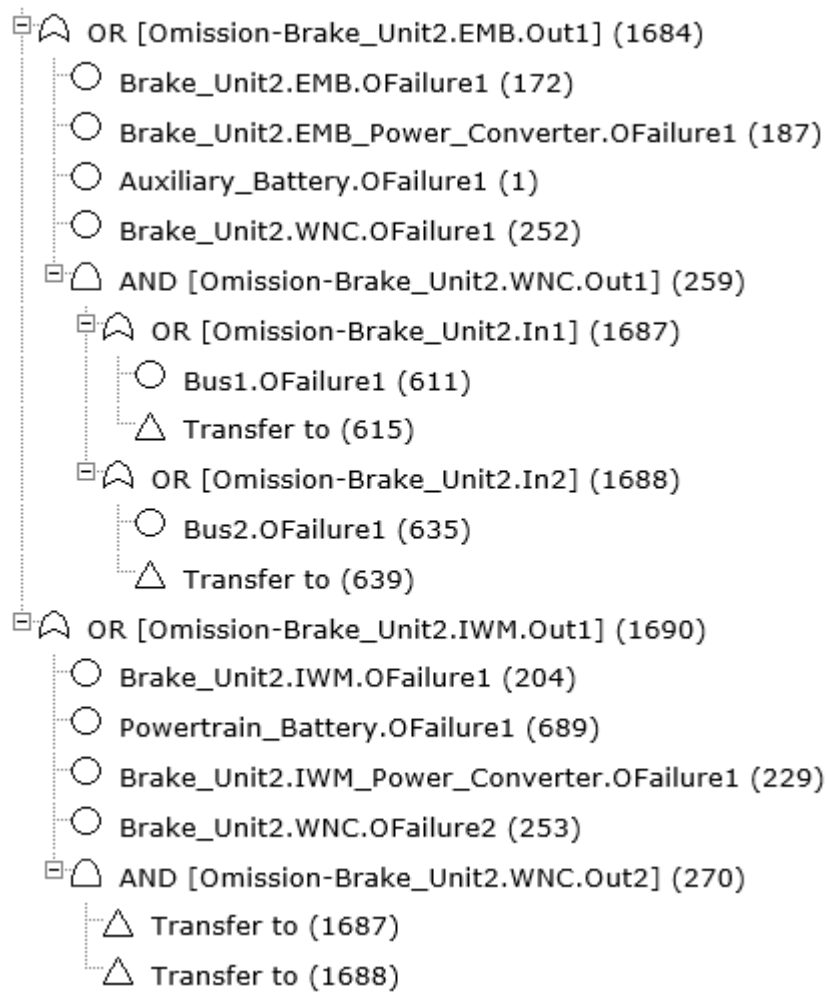 OR [Omission-Brake_Unit2.EMB.Out1] (1684)
Brake_Unit2.EMB.OFailure1 (172)
Brake_Unit2.EMB_Power_Converter.OFailure1 (187)
Auxiliary_Battery.OFailure1 (1)
Brake_Unit2.WNC.OFailure1 (252)
AND [Omission-Brake_Unit2.WNC.Out1] (259)
OR [Omission-Brake_Unit2.In1] (1687)
Bus1.OFailure1 (611)
Transfer to (615)
OR [Omission-Brake_Unit2.In2] (1688)
Bus2.OFailure1 (635)
Transfer to (639)
OR [Omission-Brake_Unit2.IWM.Out1] (1690)
Brake_Unit2.IWM.OFailure1 (204)
Powertrain_Battery.OFailure1 (689)
Brake_Unit2.IWM_Power_Converter.OFailure1 (229)
Brake_Unit2.WNC.OFailure2 (253)
AND [Omission-Brake_Unit2.WNC.Out2] (270)
Transfer to (1687)
Transfer to (1688)